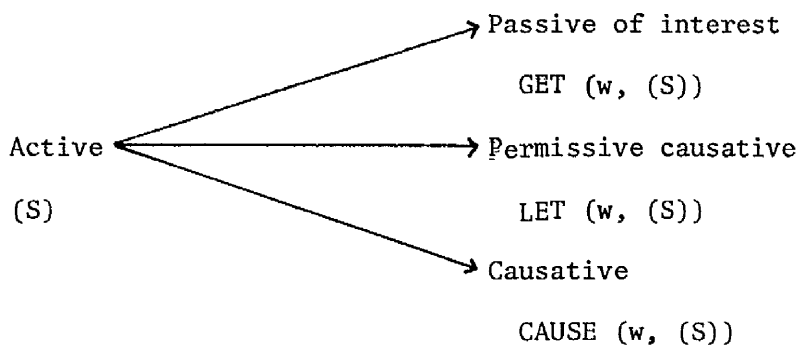 Passive of interest
GET (w, (S))
Active
Permissive causative
(S)
LET (w, (S))
Causative
CAUSE (w, (S))